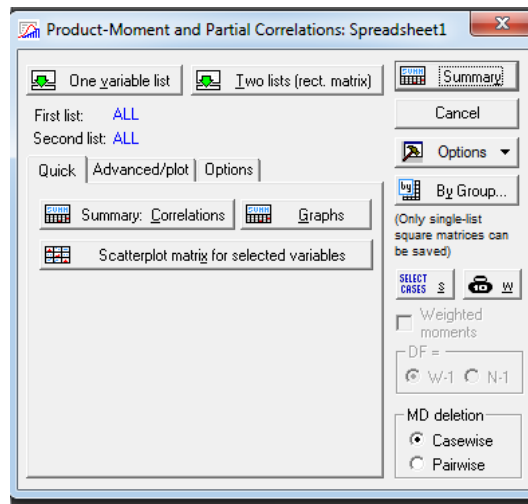 Product-Moment and Partial Correlations: Spreadsheet1
One variable list
Two lists (rect. matrix)
Summary
First list: ALL
Second list: ALL
Cancel
Quick
Advanced/plot
Options
Options
By Group...
Summary: Correlations
Graphs
(Only single-list
square matrices can
be saved)
Scatterplot matrix for selected variables
SELECT
CASES
S
W
Weighted
moments
DF =
W-1
N-1
MD deletion
Casewise
Pairwise